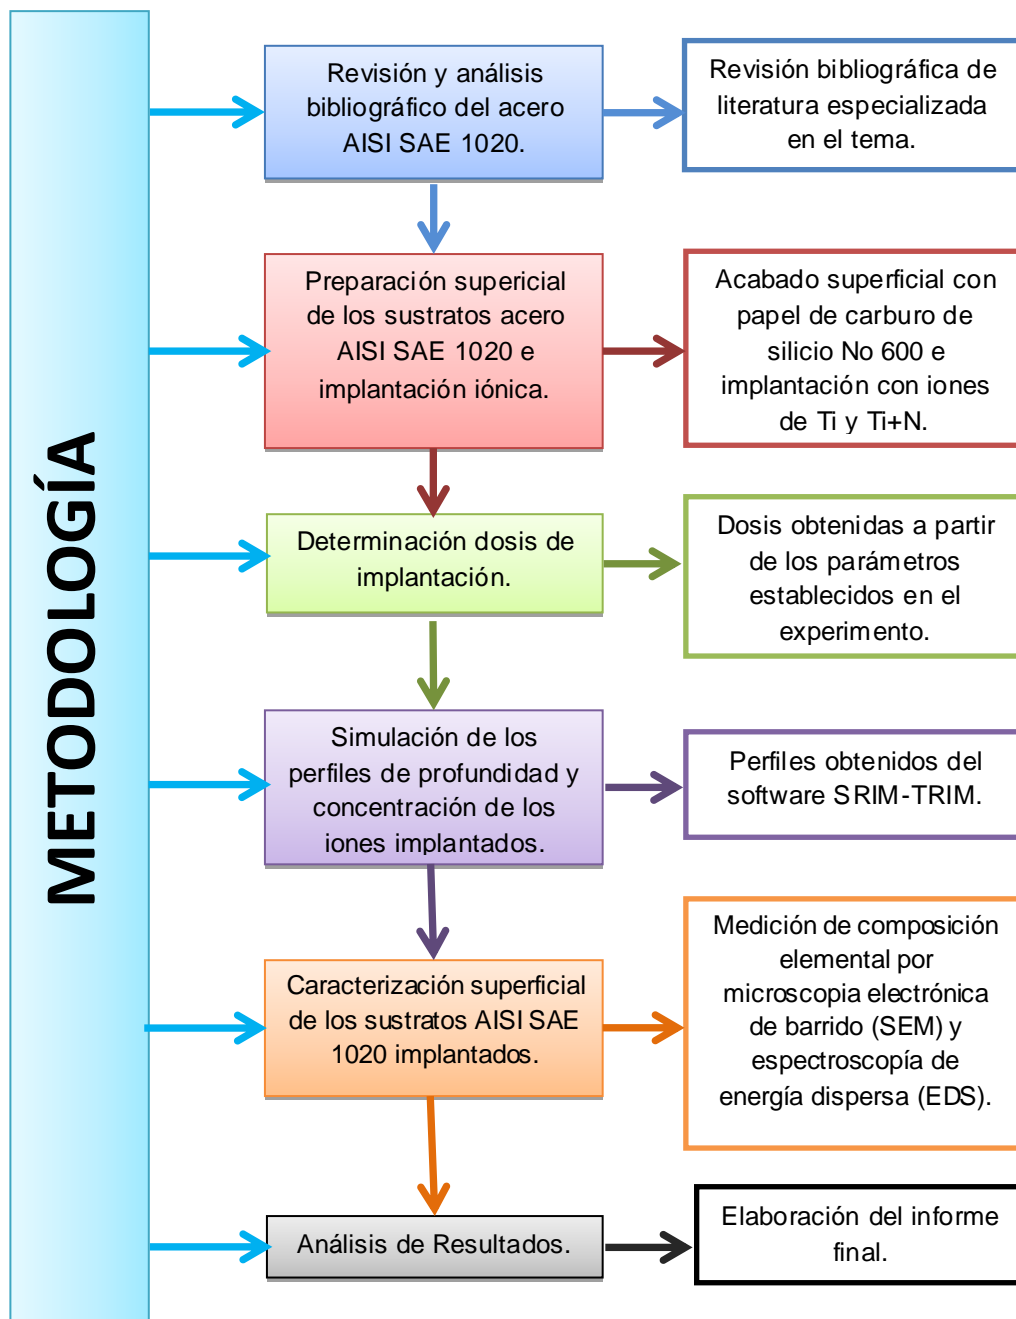 METODOLOGÍA
Revisión y análisis
bibliográfico del acero
AISI SAE 1020.
Revisión bibliográfica de
literatura especializada
en el tema.
Preparación supericial
de los sustratos acero
AISI SAE 1020 e
implantación iónica.
Acabado superficial con
papel de carburo de
silicio No 600 e
implantación con iones
de Ti y Ti+N.
Determinación dosis de
implantación.
Dosis obtenidas a partir
de los parámetros
establecidos en el
experimento.
Simulación de los
perfiles de profundidad y
concentración de los
iones implantados.
Perfiles obtenidos del
software SRIM-TRIM.
Caracterización superficial
de los sustratos AISI SAE
1020 implantados.
Medición de composición
elemental por
microscopia electrónica
de barrido (SEM) y
espectroscopía de
energía dispersa (EDS).
Análisis de Resultados.
Elaboración del informe
final.